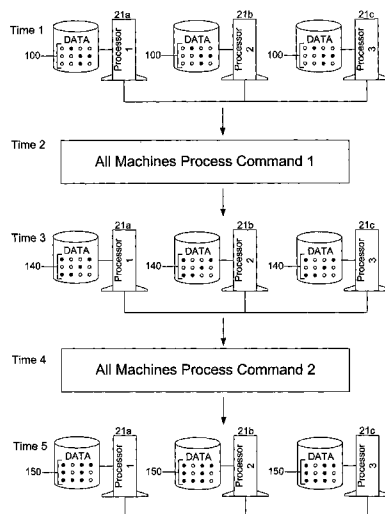 Time 1
21a 21b 21c
DATA DATA DATA
100 100 100
Processor 1 Processor 2 Processor 3
Time 2
All Machines Process Command 1
Time 3
21a 21b 21c
DATA DATA DATA
140 140 140
Processor 1 Processor 2 Processor 3
Time 4
All Machines Process Command 2
Time 5
21a 21b 21c
DATA DATA DATA
150 150 150
Processor 1 Processor 2 Processor 3